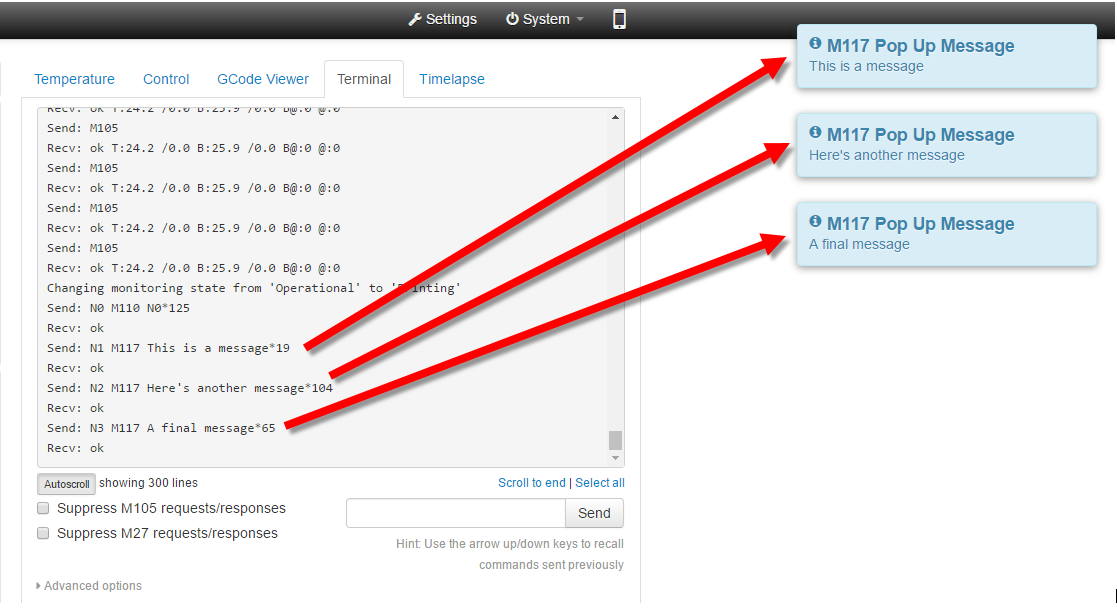 Settings System
Temperature Control GCode Viewer Terminal Timelapse
Recv: ok T:24.2 /0.0 B:25.9 /0.0 B@:0 @:0
Send: M105
Recv: ok T:24.2 /0.0 B:25.9 /0.0 B@:0 @:0
Send: M105
Recv: ok T:24.2 /0.0 B:25.9 /0.0 B@:0 @:0
Send: M105
Recv: ok T:24.2 /0.0 B:25.9 /0.0 B@:0 @:0
Send: M105
Recv: ok T:24.2 /0.0 B:25.9 /0.0 B@:0 @:0
Changing monitoring state from 'Operational' to 'Printing'
Send: N0 M110 N0*125
Recv: ok
Send: N1 M117 This is a message*19
Recv: ok
Send: N2 M117 Here's another message*104
Recv: ok
Send: N3 M117 A final message*65
Recv: ok
Autoscroll showing 300 lines Scroll to end | Select all
Suppress M105 requests/responses
Send
Suppress M27 requests/responses
Hint: Use the arrow up/down keys to recall
commands sent previously
Advanced options
M117 Pop Up Message
This is a message
M117 Pop Up Message
Here's another message
M117 Pop Up Message
A final message